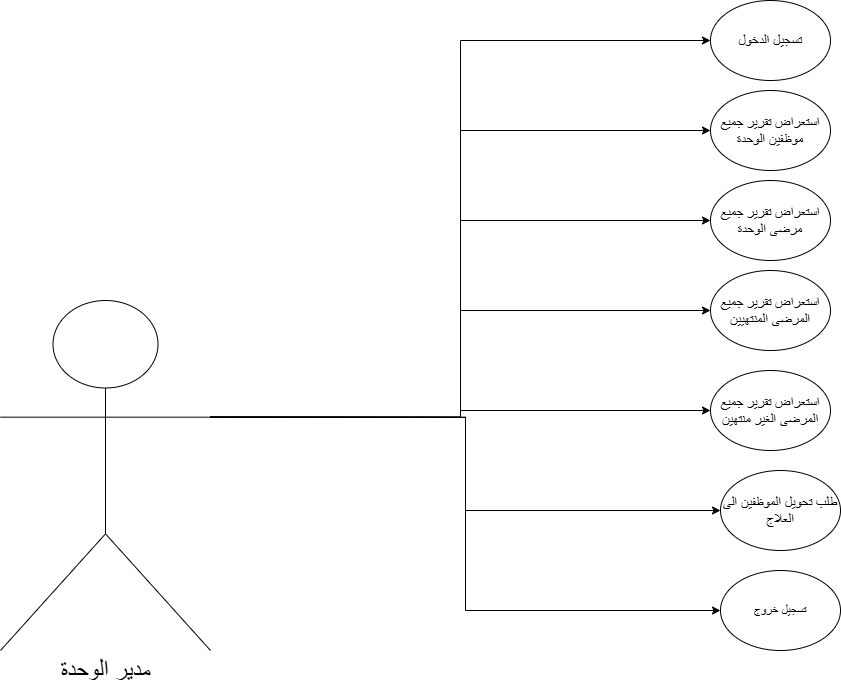 تسجيل الدخول
استعراض تقرير جميع
موظفين الوحدة
استعراض تقرير جميع
مرضى الوحدة
استعراض تقرير جميع
المرضى المنتهيين
استعراض تقرير جميع
المرضى الغير منتهين
طلب تحويل الموظفين الى
العلاج
تسجيل خروج
مدير الوحدة